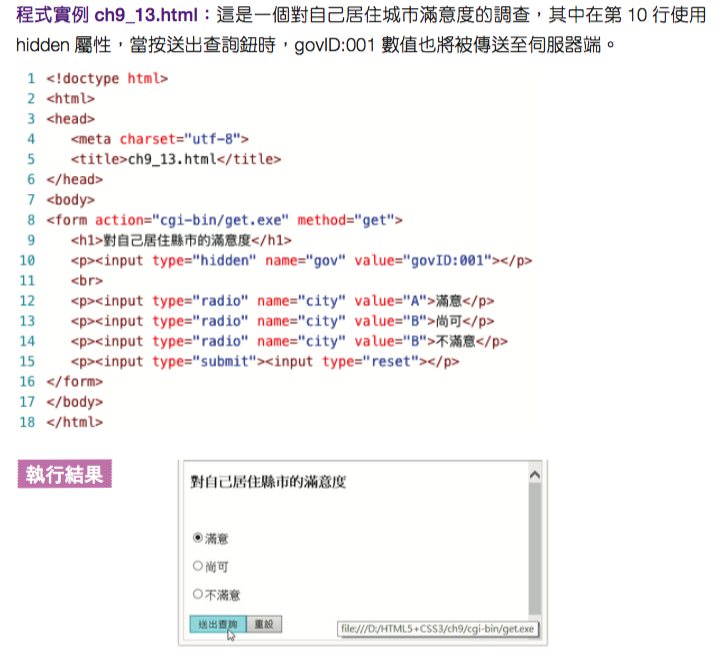 程式實例 ch9_13.html：這是一個對自己居住城市滿意度的調查，其中在第 10 行使用
hidden 屬性，當按送出查詢鈕時，govID:001 數值也將被傳送至伺服器端。
1 <!doctype html>
2 <html>
3 <head>
4 <meta charset="utf-8">
5 <title>ch9_13.html</title>
6 </head>
7 <body>
8 <form action="cgi-bin/get.exe" method="get">
9 <h1>對自己居住縣市的滿意度</h1>
10 <p><input type="hidden" name="gov" value="govID:001"></p>
11 <br>
12 <p><input type="radio" name="city" value="A">滿意</p>
13 <p><input type="radio" name="city" value="B">尚可</p>
14 <p><input type="radio" name="city" value="B">不滿意</p>
15 <p><input type="submit"><input type="reset"></p>
16 </form>
17 </body>
18 </html>
執行結果
對自己居住縣市的滿意度
滿意
尚可
不滿意
送出查詢 重設 file:///D:/HTML5+CSS3/ch9/cgi-bin/get.exe